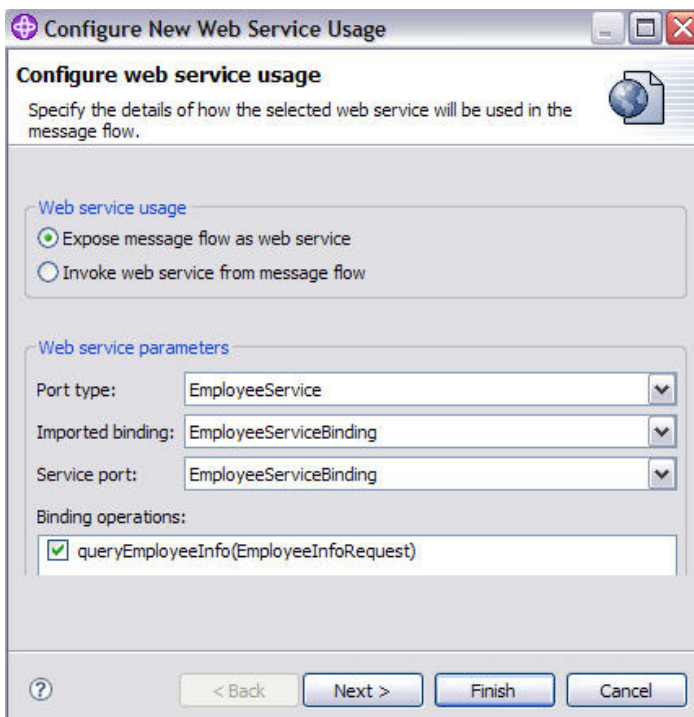 Configure New Web Service Usage
Configure web service usage
Specify the details of how the selected web service will be used in the
message flow.
Web service usage
Expose message flow as web service
Invoke web service from message flow
Web service parameters
Port type: EmployeeService
Imported binding: EmployeeServiceBinding
Service port: EmployeeServiceBinding
Binding operations:
queryEmployeeInfo(EmployeeInfoRequest)
? < Back Next > Finish Cancel